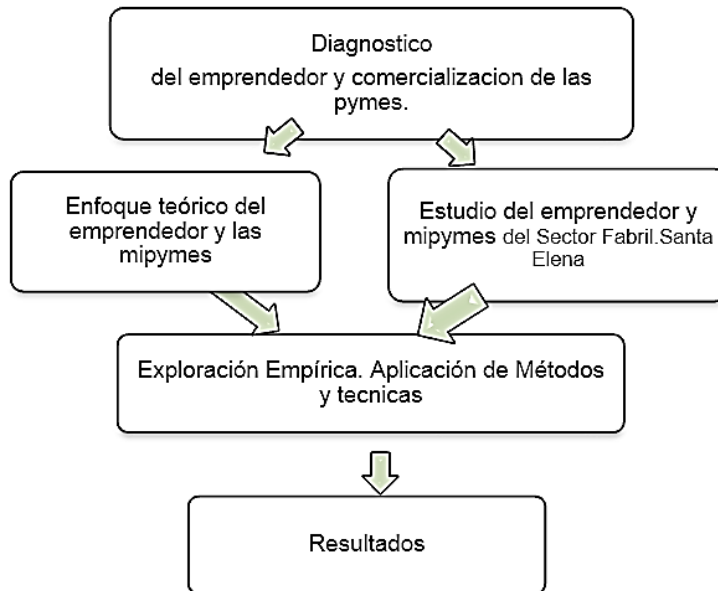 Diagnostico
del emprendedor y comercializacion de las
pymes.
Enfoque teórico del
emprendedor y las
mipymes
Estudio del emprendedor y
mipymes del Sector Fabril.Santa
Elena
Exploración Empírica. Aplicación de Métodos
y tecnicas
Resultados